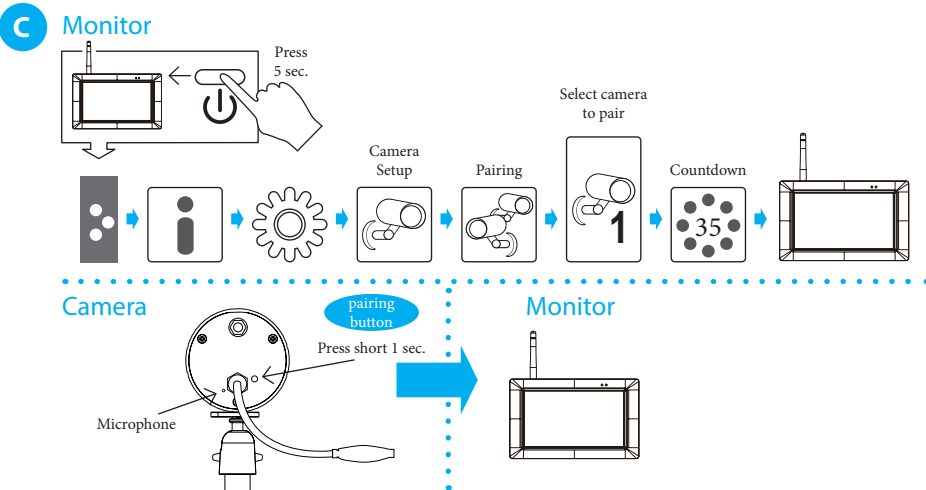 C
Monitor
Press
5 sec.
Select camera
to pair
Camera
Setup
Pairing
Countdown
1
35
Camera
pairing
button
Press short 1 sec.
Microphone
Monitor